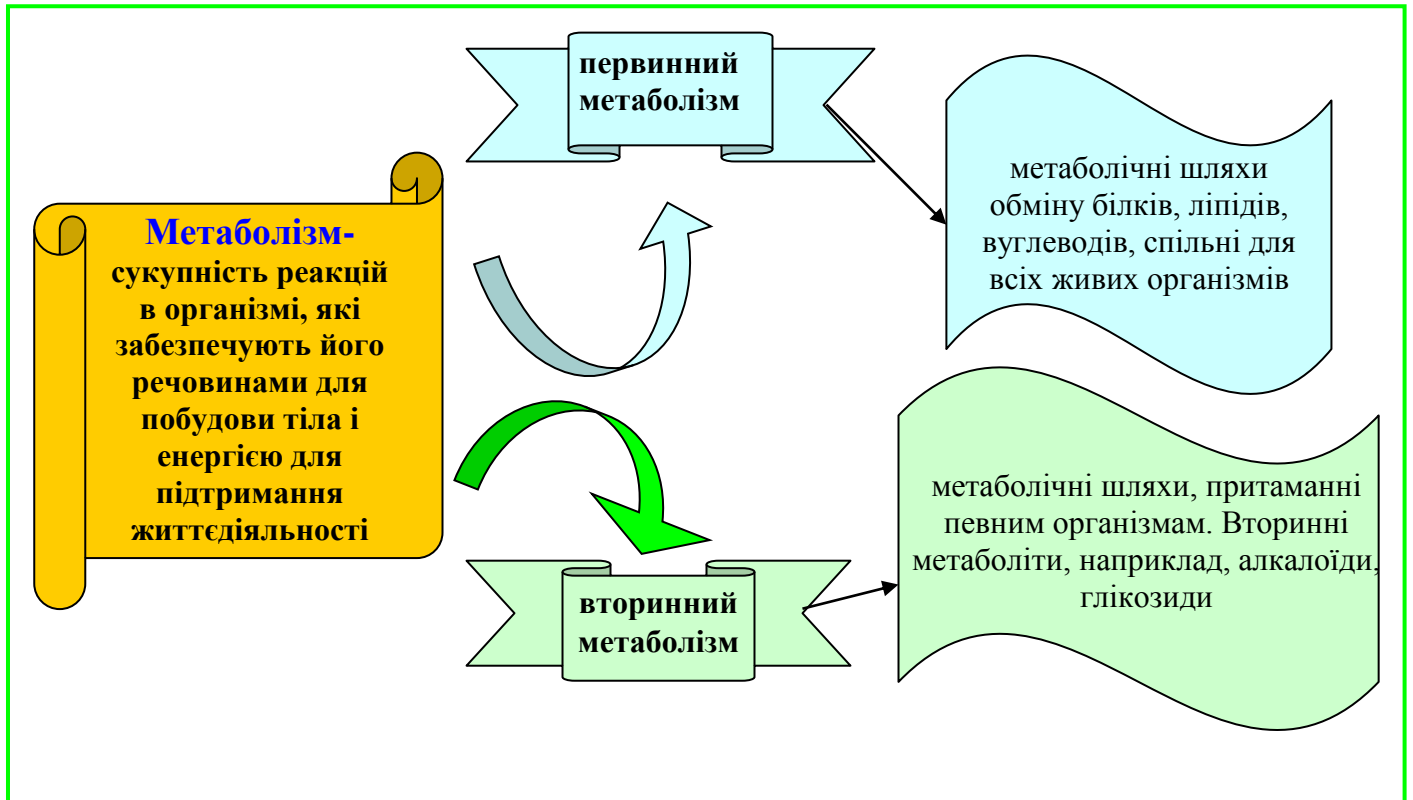 Метаболізм-
сукупність реакцій
в організмі, які
забезпечують його
речовинами для
побудови тіла і
енергією для
підтримання
життєдіяльності
первинний
метаболізм
метаболічні шляхи
обміну білків, ліпідів,
вуглеводів, спільні для
всіх живих організмів
вторинний
метаболізм
метаболічні шляхи, притаманні
певним організмам. Вторинні
метаболіти, наприклад, алкалоїди,
глікозиди